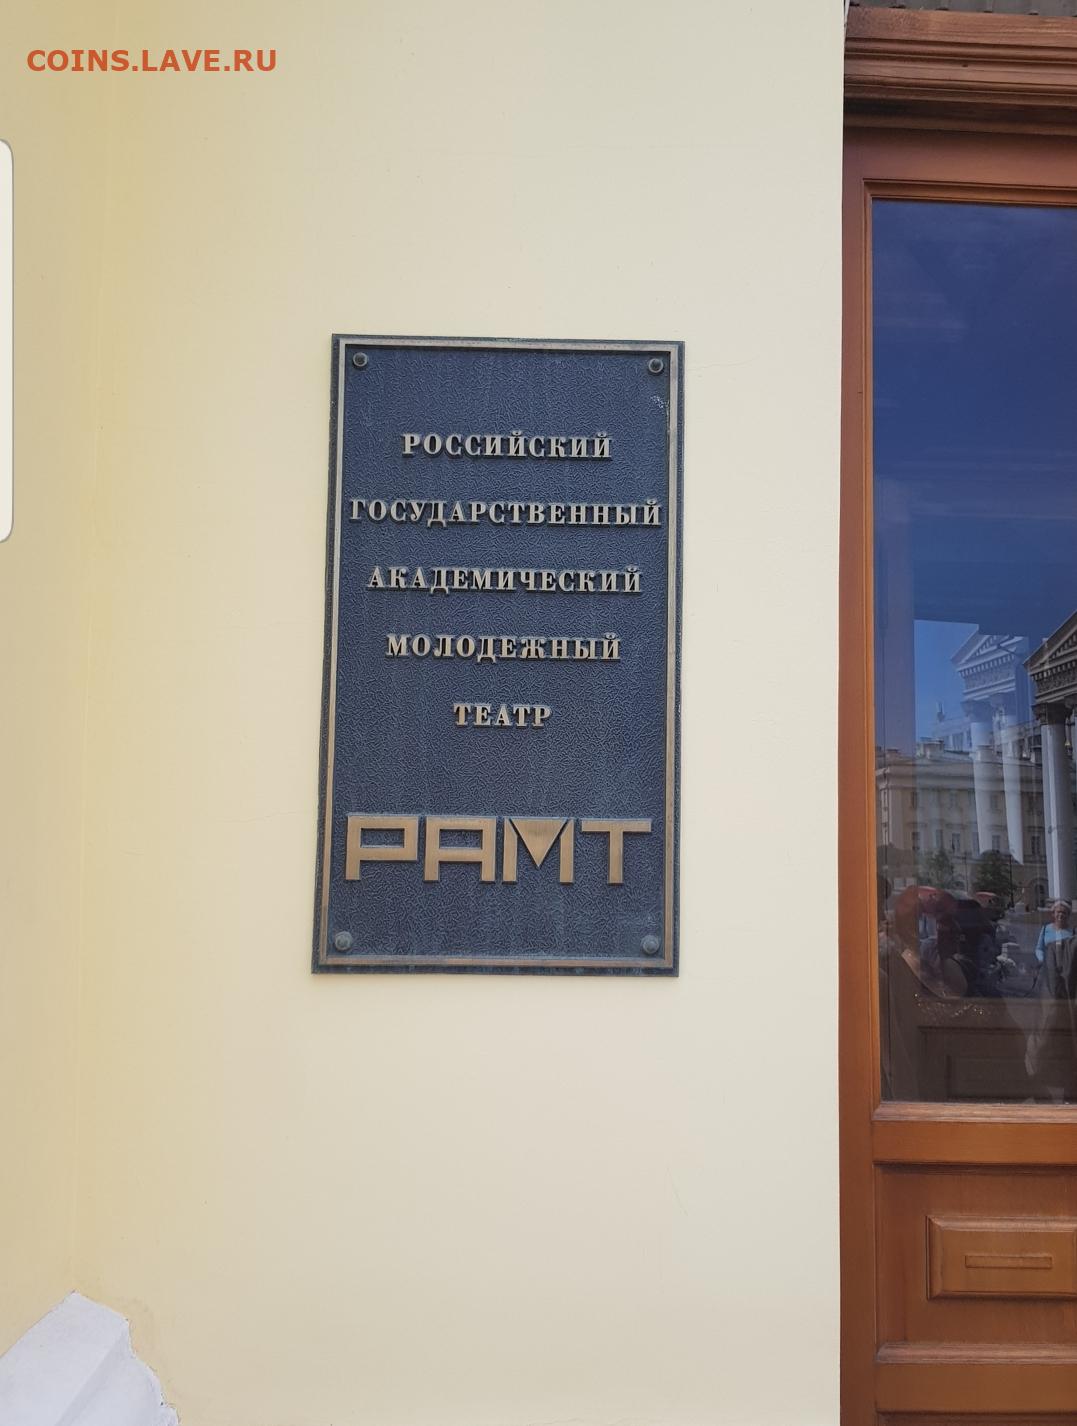 COINS.LAVE.RU
РОССИЙСКИЙ
ГОСУДАРСТВЕННЫЙ
АКАДЕМИЧЕСКИЙ
МОЛОДЕЖНЫЙ
ТЕАТР
РАМТ